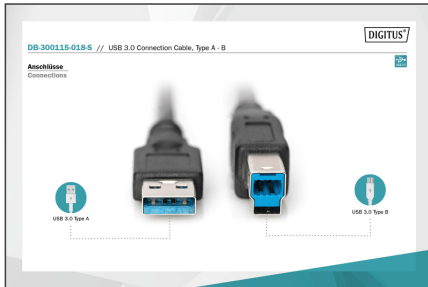 DIGITUS®
DB-300115-018-S // USB 3.0 Connection Cable, Type A - B
Anschlüsse
Connections
USB 3.0 Type A
USB 3.0 Type B